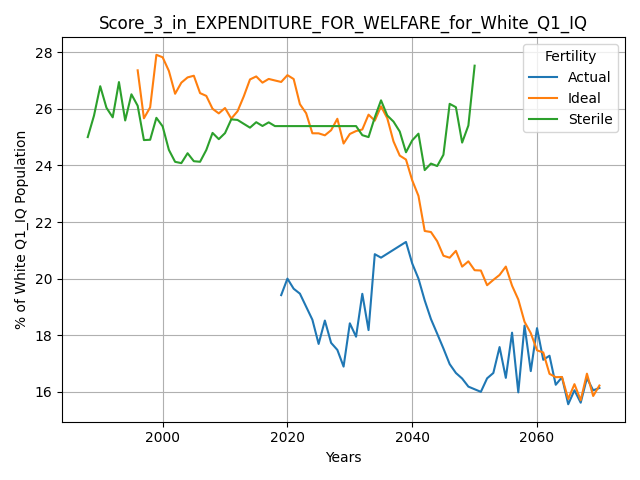 Score_3_in_EXPENDITURE_FOR_WELFARE_for_White_Q1_IQ
Fertility
Actual
Ideal
Sterile
% of White Q1_IQ Population
28
26
24
22
20
18
16
2000
2020
2040
2060
Years